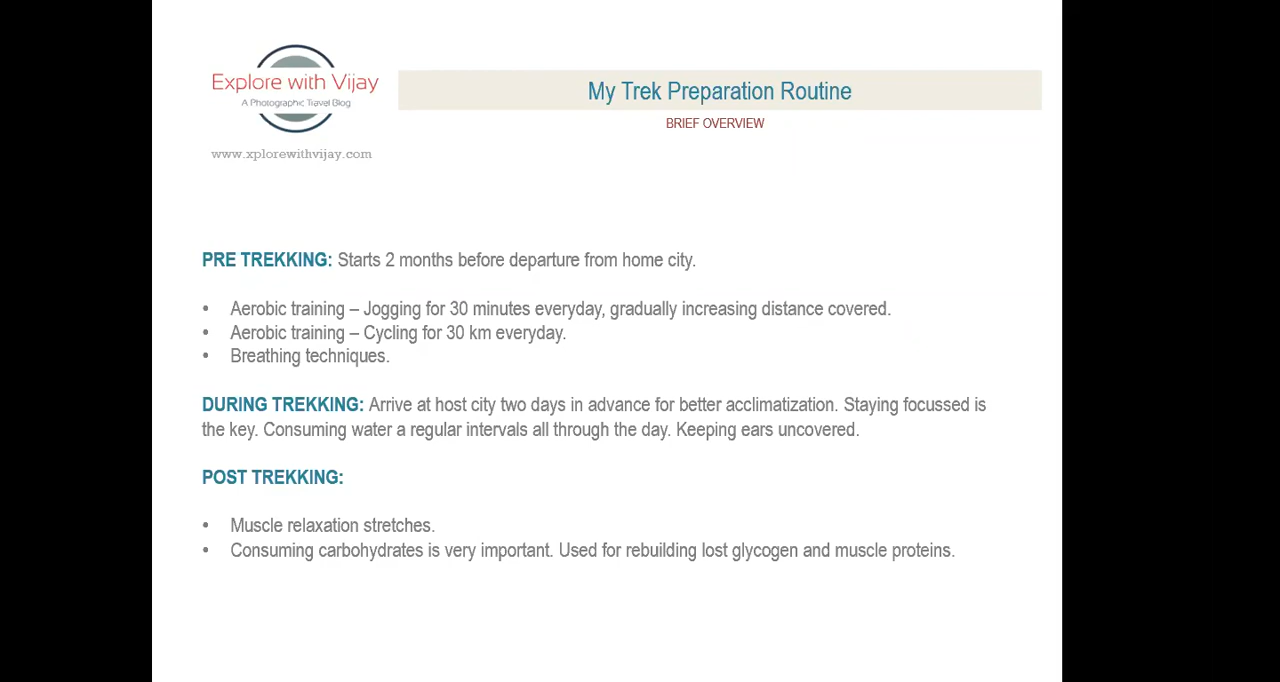 Explore with Vijay
A Photographic Travel Blog
www.xplorewithvijay.com
My Trek Preparation Routine
BRIEF OVERVIEW
PRE TREKKING: Starts 2 months before departure from home city.
• Aerobic training – Jogging for 30 minutes everyday, gradually increasing distance covered.
• Aerobic training – Cycling for 30 km everyday.
• Breathing techniques.
DURING TREKKING: Arrive at host city two days in advance for better acclimatization. Staying focussed is
the key. Consuming water a regular intervals all through the day. Keeping ears uncovered.
POST TREKKING:
• Muscle relaxation stretches.
• Consuming carbohydrates is very important. Used for rebuilding lost glycogen and muscle proteins.